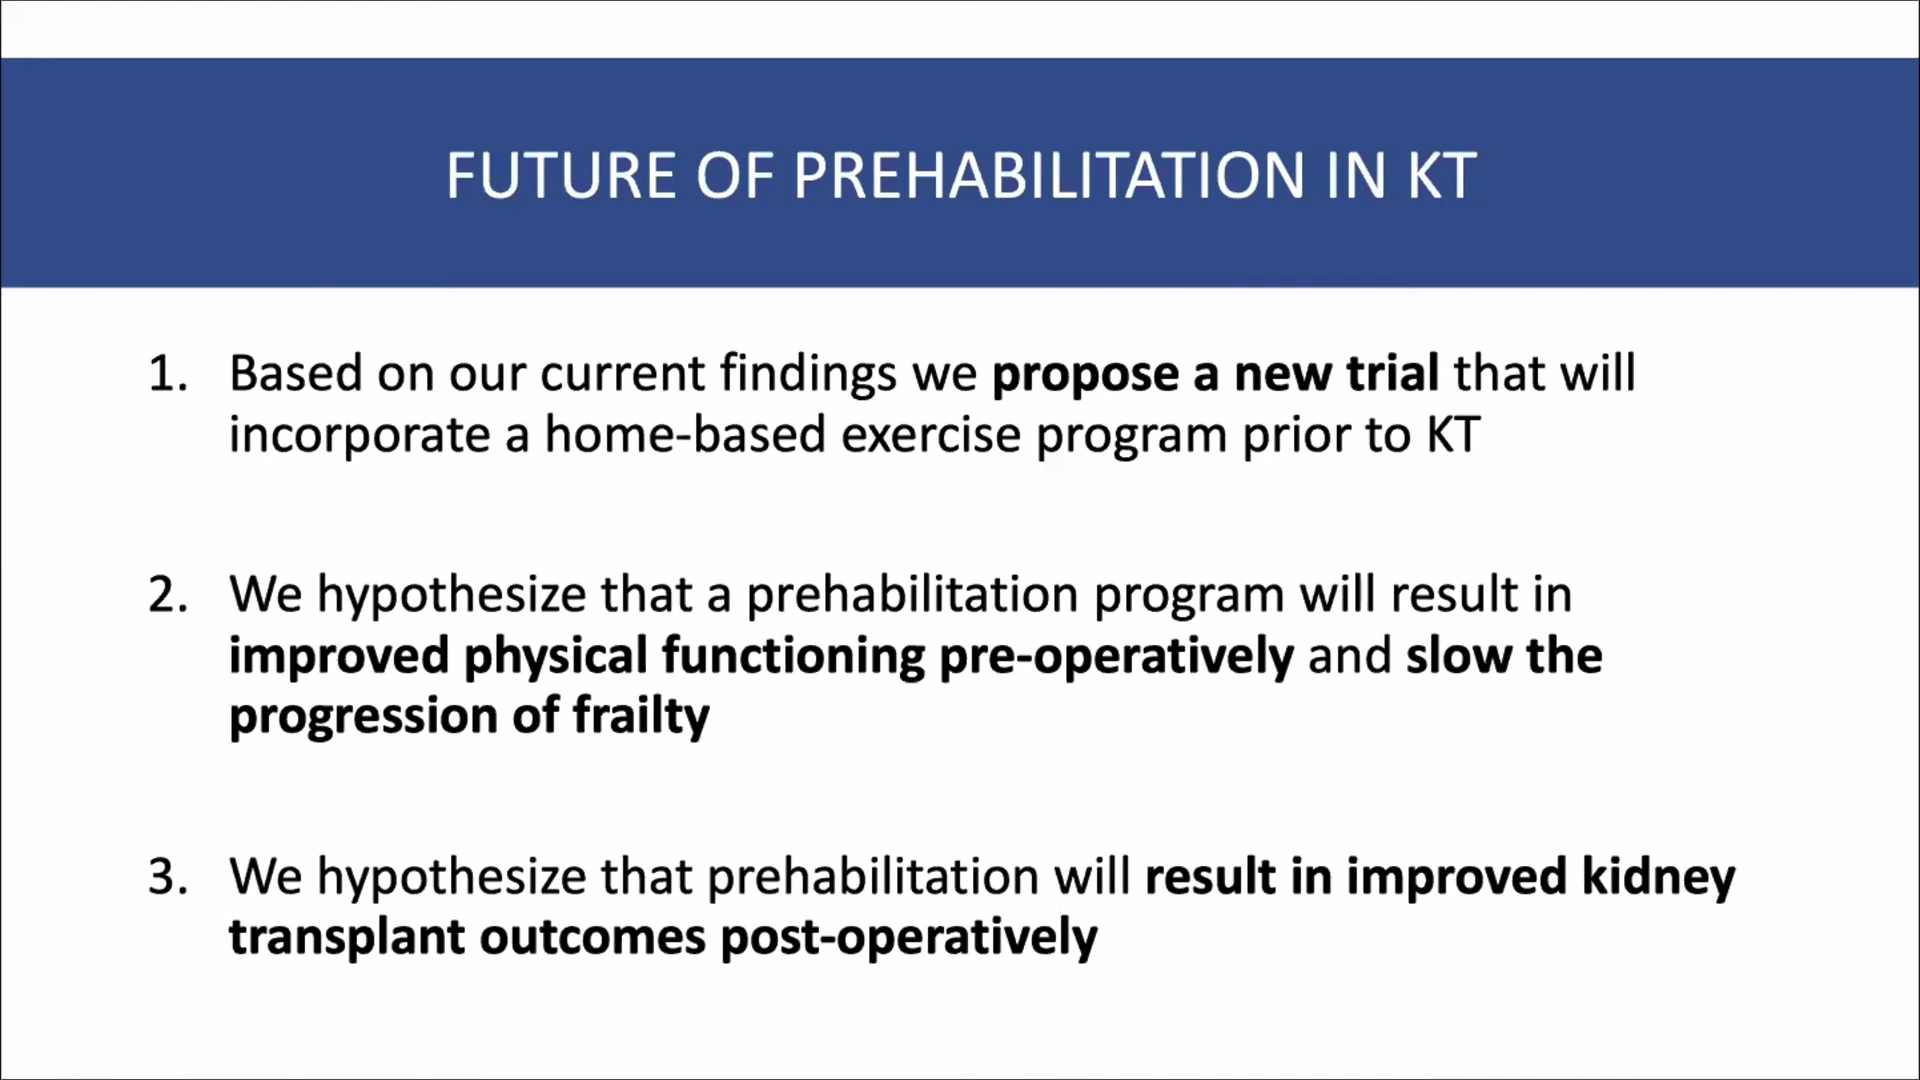 FUTURE OF PREHABILITATION IN KT
1. Based on our current findings we propose a new trial that will
incorporate a home-based exercise program prior to KT
2. We hypothesize that a prehabilitation program will result in
improved physical functioning pre-operatively and slow the
progression of frailty
3. We hypothesize that prehabilitation will result in improved kidney
transplant outcomes post-operatively